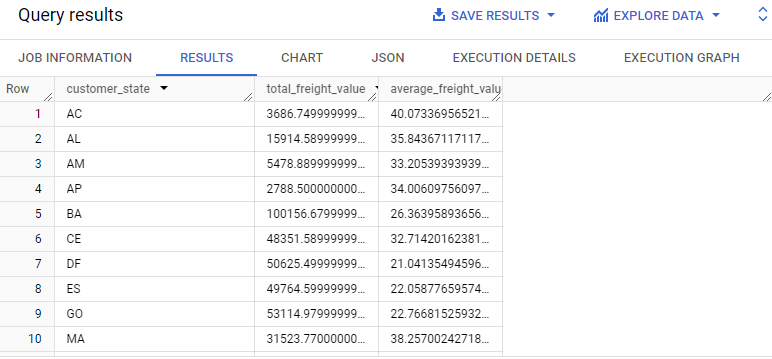 Query results SAVE RESULTS EXPLORE DATA
JOB INFORMATION RESULTS CHART JSON EXECUTION DETAILS EXECUTION GRAPH
Row customer_state total_freight_value average_freight_valu
1 AC 3686.749999999... 40.07336956521...
2 AL 15914.58999999... 35.84367117117...
3 AM 5478.889999999... 33.20539393939...
4 AP 2788.500000000... 34.00609756097...
5 BA 100156.6799999... 26.36395893656...
6 CE 48351.58999999... 32.71420162381...
7 DF 50625.49999999... 21.04135494596...
8 ES 49764.59999999... 22.05877659574...
9 GO 53114.97999999... 22.76681525932...
10 MA 31523.77000000... 38.25700242718...